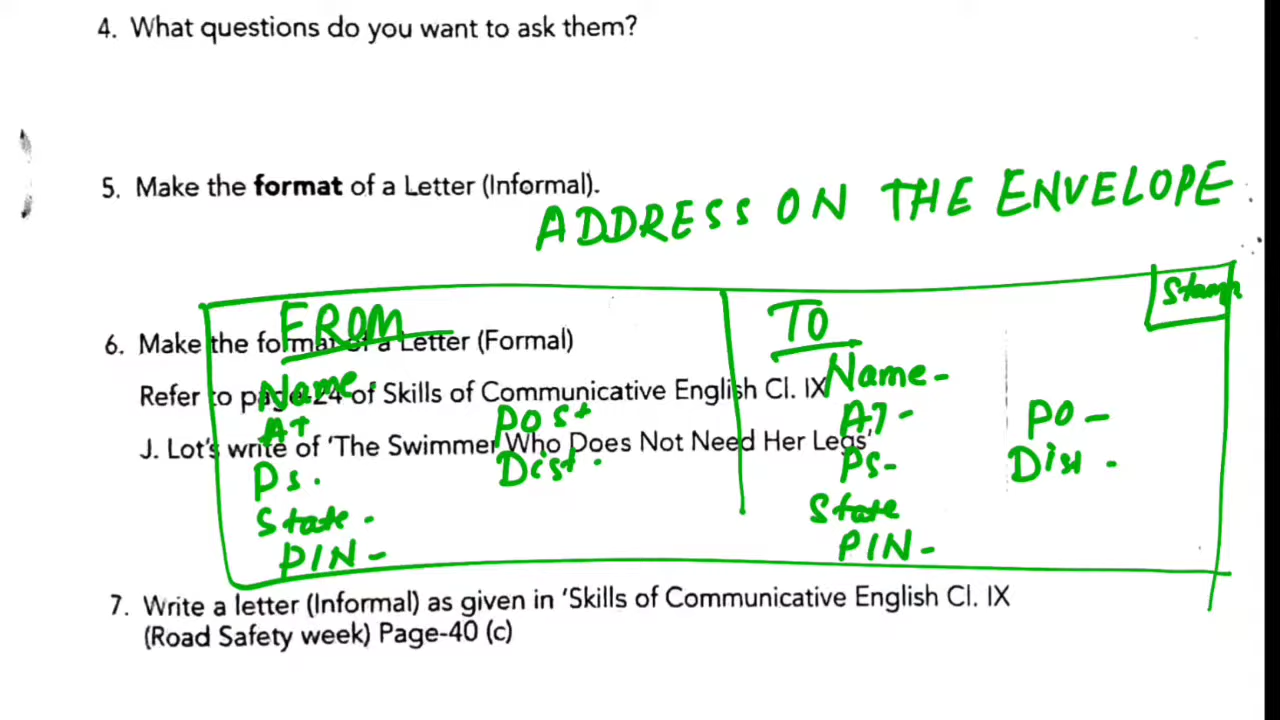 4. What questions do you want to ask them?
5. Make the format of a Letter (Informal).
ADDRESS ON THE ENVELOPE
Stamp
FROM
TO
6. Make the format of a Letter (Formal)
Name - Name -
Refer to page-24 of Skills of Communicative English Cl. IX
At Post AT - PO -
J. Lot's write of 'The Swimmer Who Does Not Need Her Legs'
Ps. Dist. PS- Dist -
State - State
PIN - PIN -
7. Write a letter (Informal) as given in 'Skills of Communicative English Cl. IX
(Road Safety week) Page-40 (c)